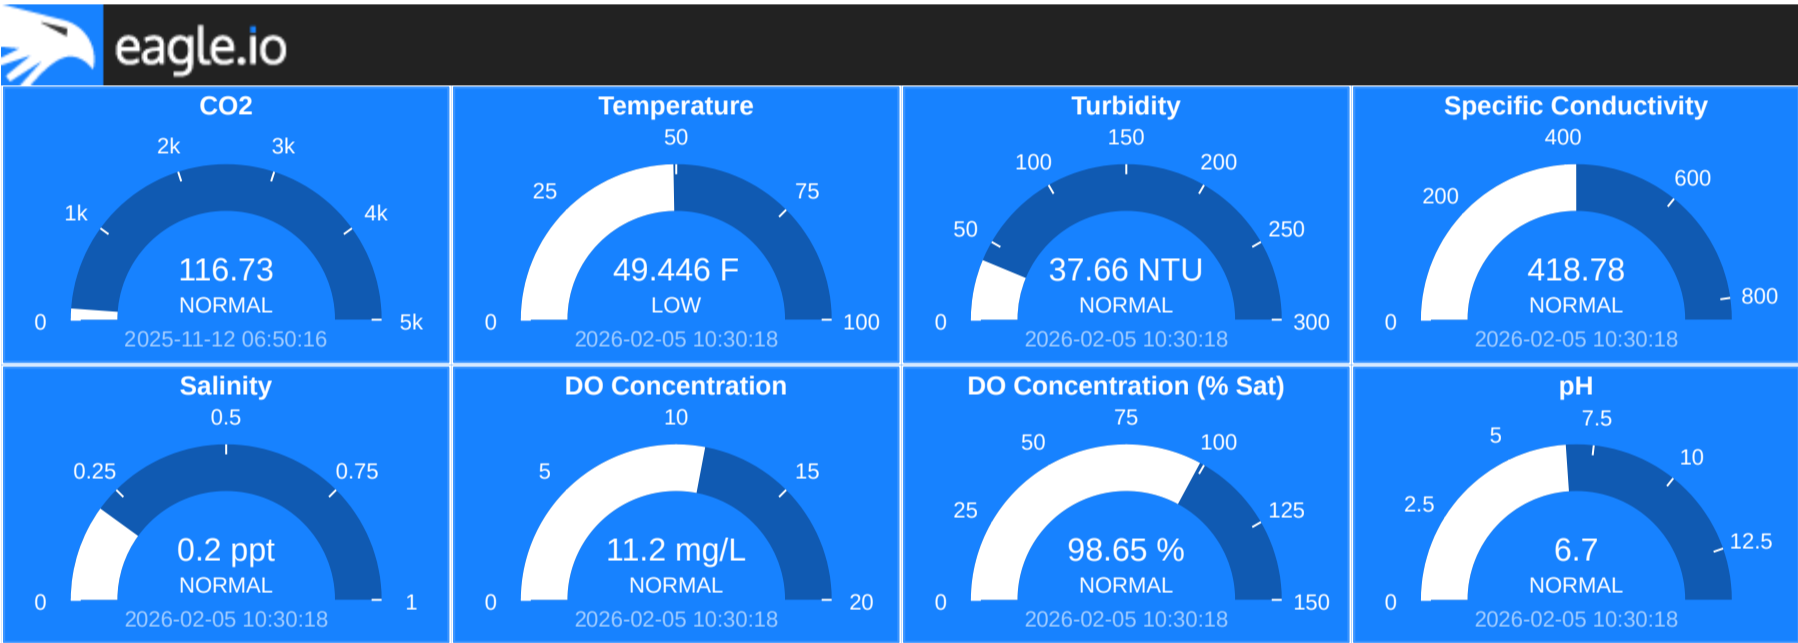 eagle.io
CO2
2k
3k
1k
4k
0
5k
116.73
NORMAL
2025-11-12 06:50:16
Temperature
50
25
75
0
100
49.446 F
LOW
2026-02-05 10:30:18
Turbidity
150
100
200
50
250
0
300
37.66 NTU
NORMAL
2026-02-05 10:30:18
Specific Conductivity
400
200
600
0
800
418.78
NORMAL
2026-02-05 10:30:18
Salinity
0.5
0.25
0.75
0
1
0.2 ppt
NORMAL
2026-02-05 10:30:18
DO Concentration
10
5
15
0
20
11.2 mg/L
NORMAL
2026-02-05 10:30:18
DO Concentration (% Sat)
75
50
100
25
125
0
150
98.65 %
NORMAL
2026-02-05 10:30:18
pH
7.5
5
10
2.5
12.5
0
6.7
NORMAL
2026-02-05 10:30:18